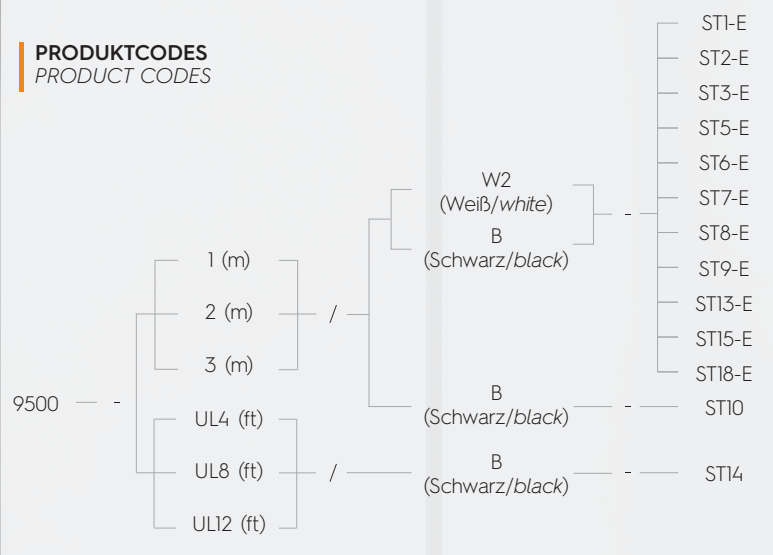 PRODUKTCODES
PRODUCT CODES
9500 -
1 (m)
2 (m)
3 (m)
/
UL4 (ft)
UL8 (ft)
UL12 (ft)
/
W2
(Weiß/white)
B
(Schwarz/black)
-
B
(Schwarz/black)
-
B
(Schwarz/black)
-
ST1-E
ST2-E
ST3-E
ST5-E
ST6-E
ST7-E
ST8-E
ST9-E
ST13-E
ST15-E
ST18-E
ST10
ST14